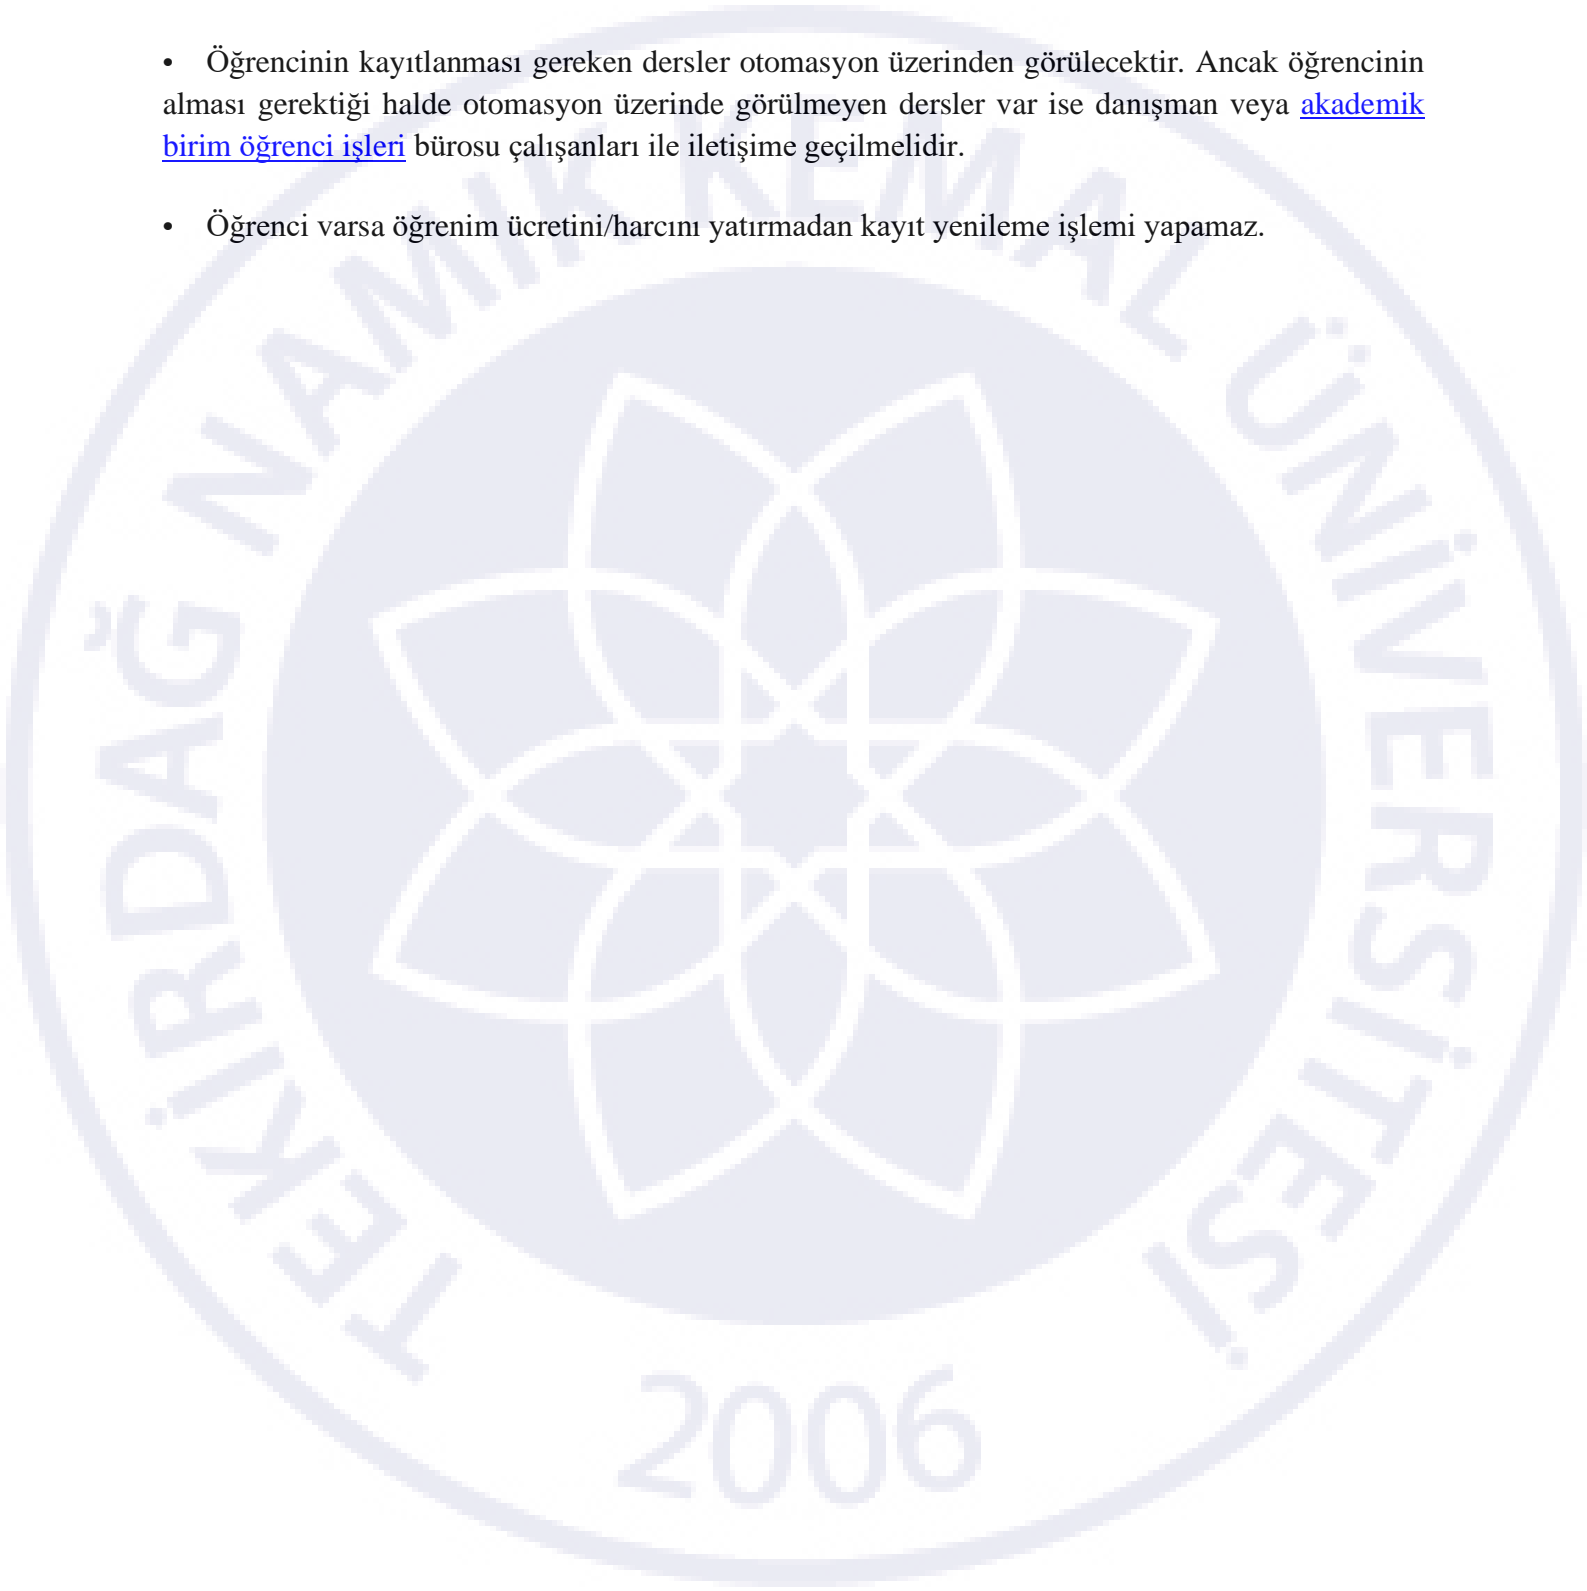 • Öğrencinin kayıtlanması gereken dersler otomasyon üzerinden görülecektir. Ancak öğrencinin
alması gerektiği halde otomasyon üzerinde görülmeyen dersler var ise danışman veya akademik
birim öğrenci işleri bürosu çalışanları ile iletişime geçilmelidir.
• Öğrenci varsa öğrenim ücretini/harcını yatırmadan kayıt yenileme işlemi yapamaz.
TEKİRDAĞ NAMIK KEMAL ÜNİVERSİTESİ
2006